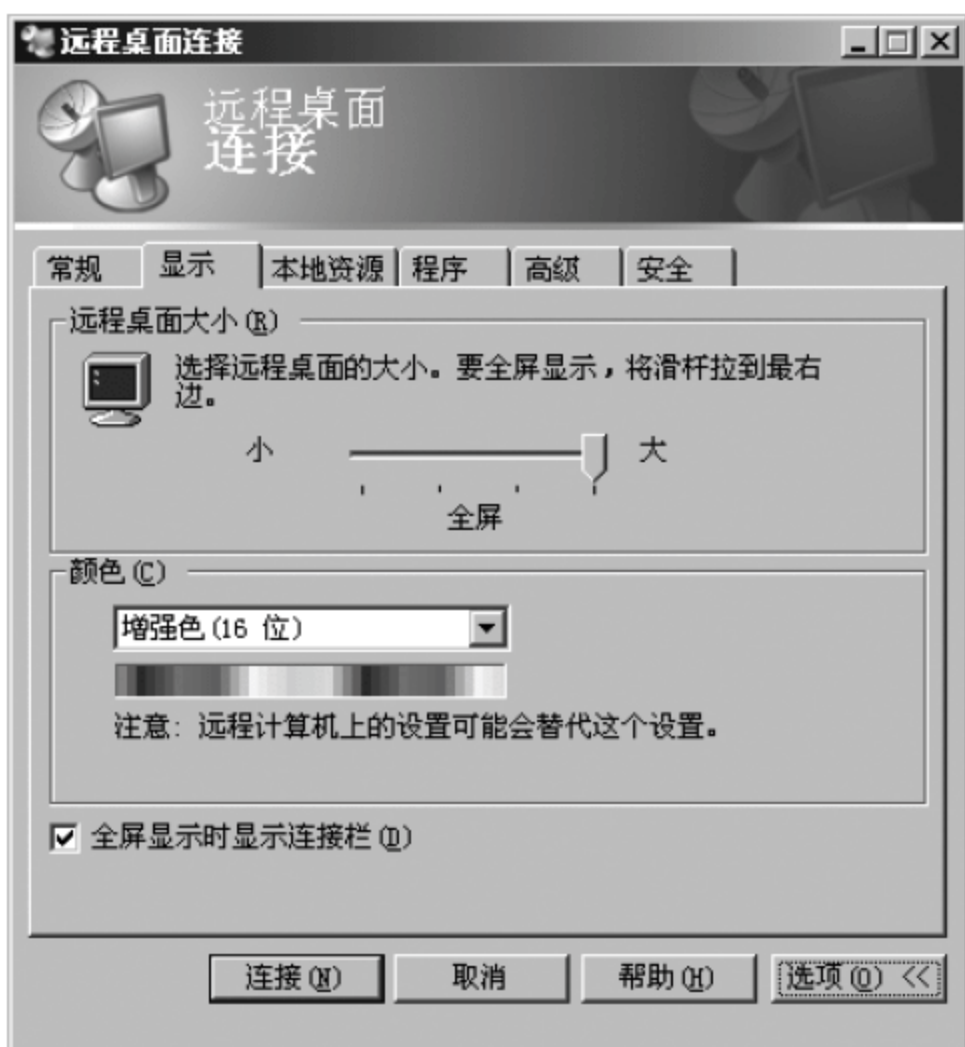 远程桌面连接
远程桌面
连接
常规 显示 本地资源 程序 高级 安全
远程桌面大小(R)
选择远程桌面的大小。要全屏显示,将滑杆拉到最右
边。
小 大
全屏
颜色(C)
增强色(16 位)
注意: 远程计算机上的设置可能会替代这个设置。
全屏显示时显示连接栏(D)
连接(N) 取消 帮助(H) 选项(O) <<